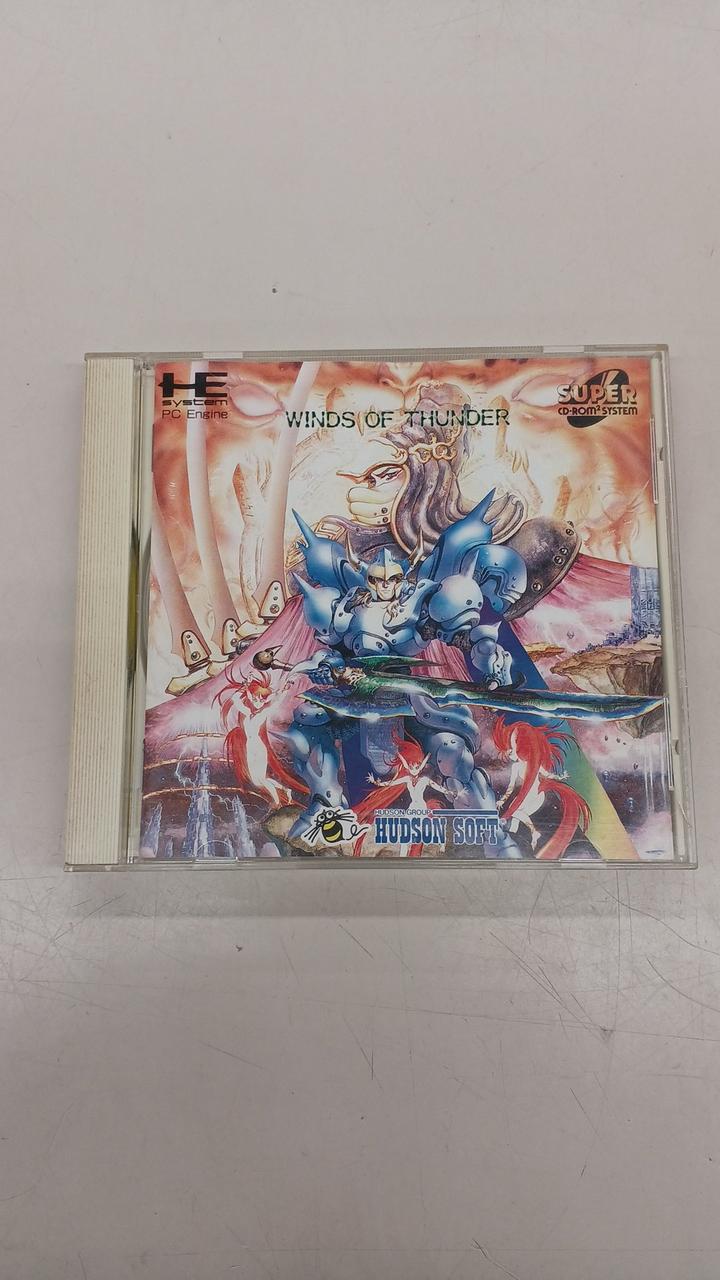 HE
system
PC Engine
WINDS OF THUNDER
SUPER
CD-ROM² SYSTEM
HUDSON GROUP
HUDSON SOFT